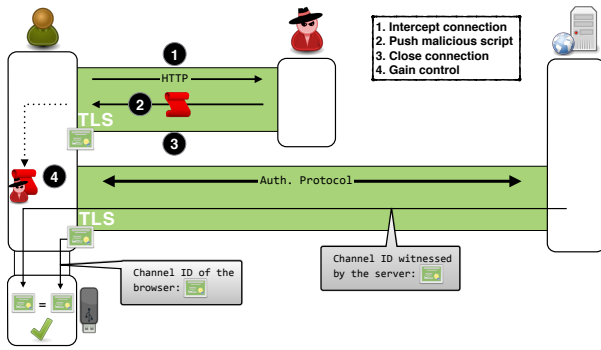 1. Intercept connection
2. Push malicious script
3. Close connection
4. Gain control
1
HTTP
2
TLS
3
4
Auth. Protocol
TLS
Channel ID of the
browser:
Channel ID witnessed
by the server:
=